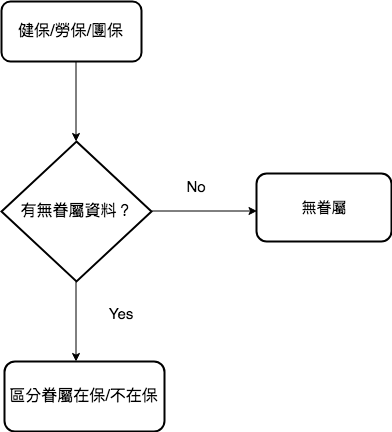 健保/勞保/團保
有無眷屬資料？
No
無眷屬
Yes
區分眷屬在保/不在保